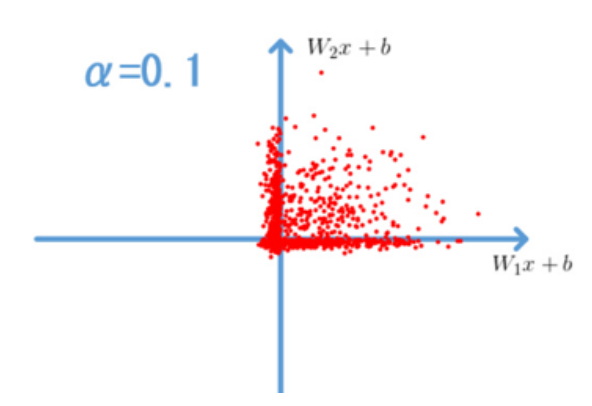 W₂x + b
α=0.1
W₁x + b